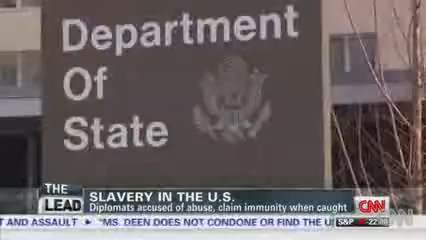 Department
Of
State
THE
LEAD
SLAVERY IN THE U.S.
Diplomats accused of abuse, claim immunity when caught
CNN
ET AND ASSAULT ▸ "MS. DEEN DOES NOT CONDONE OR FIND THE U
S&P